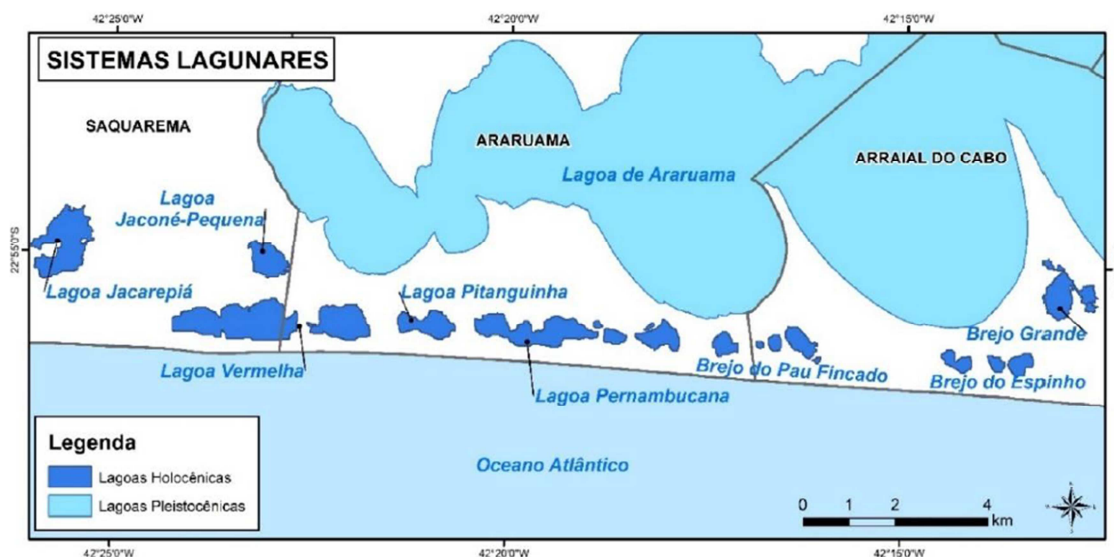 42°25'0"W
42°20'0"W
42°15'0"W
SISTEMAS LAGUNARES
SAQUAREMA
ARARUAMA
ARRAIAL DO CABO
Lagoa de Araruama
Lagoa
Jaconé-Pequena
22°55'0"S
Lagoa Jacarepiá
Lagoa Pitanguinha
Brejo Grande
Lagoa Vermelha
Brejo do Pau Fincado
Brejo do Espinho
Lagoa Pernambucana
Legenda
Lagoas Holocênicas
Lagoas Pleistocênicas
Oceano Atlântico
0 1 2 4
km
42°25'0"W
42°20'0"W
42°15'0"W